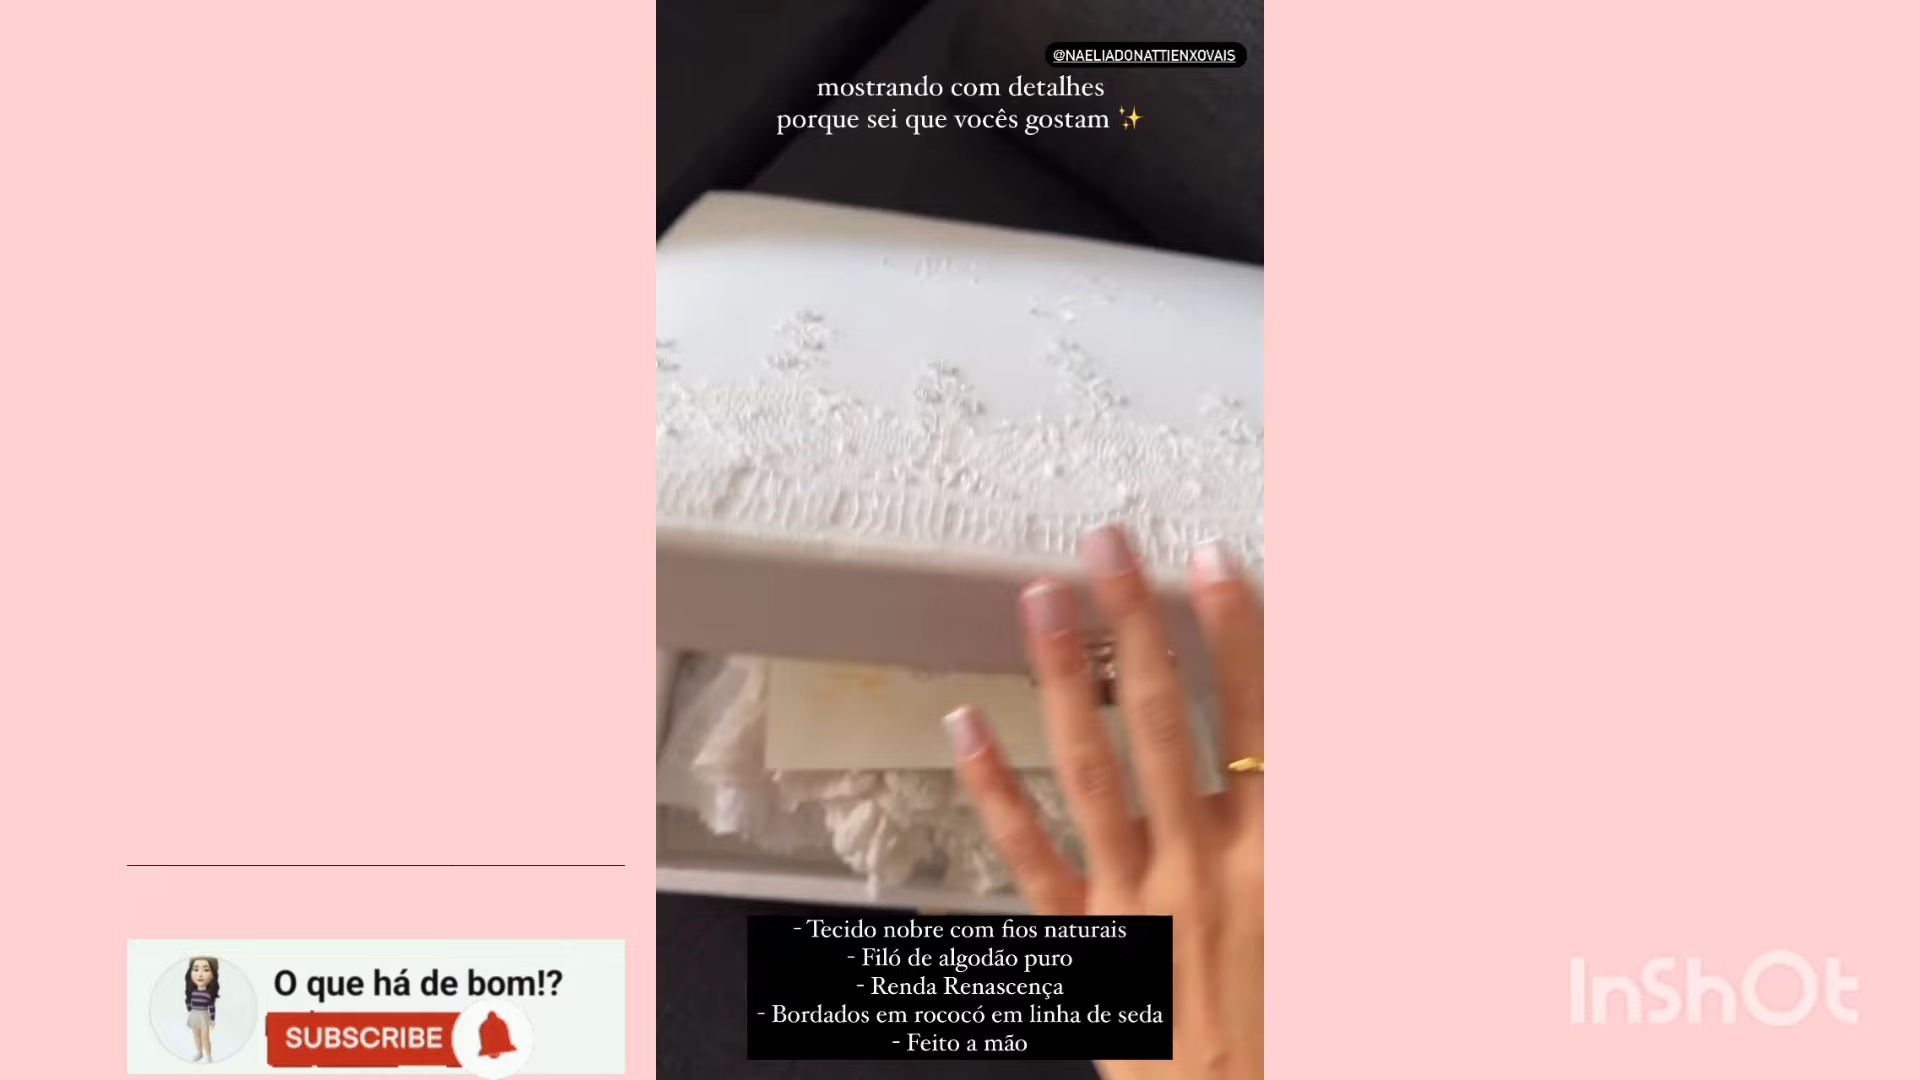 @NAELIADONATTIENXOVAIS
mostrando com detalhes
porque sei que vocês gostam ✨
- Tecido nobre com fios naturais
- Filó de algodão puro
- Renda Renascença
- Bordados em rococó em linha de seda
- Feito a mão
O que há de bom!?
SUBSCRIBE
InShOt